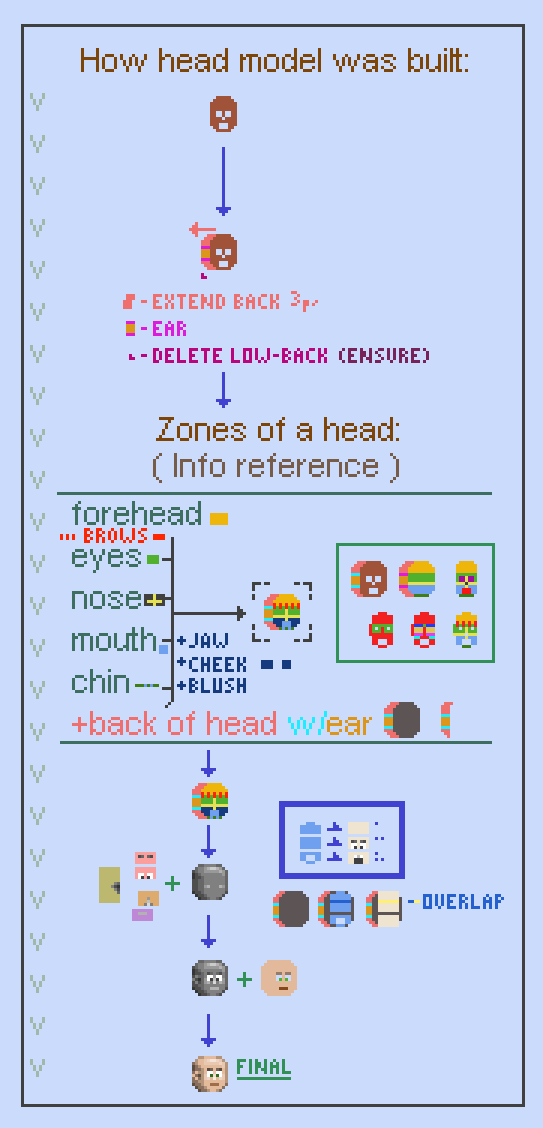 How head model was built:
- EXTEND BACK 3p/
- EAR
- DELETE LOW-BACK (ENSURE)
Zones of a head:
( Info reference )
forehead
... BROWS
eyes
nose
mouth
+JAW
+CHEEK
chin
+BLUSH
+back of head w/ear
+
-OVERLAP
+
FINAL